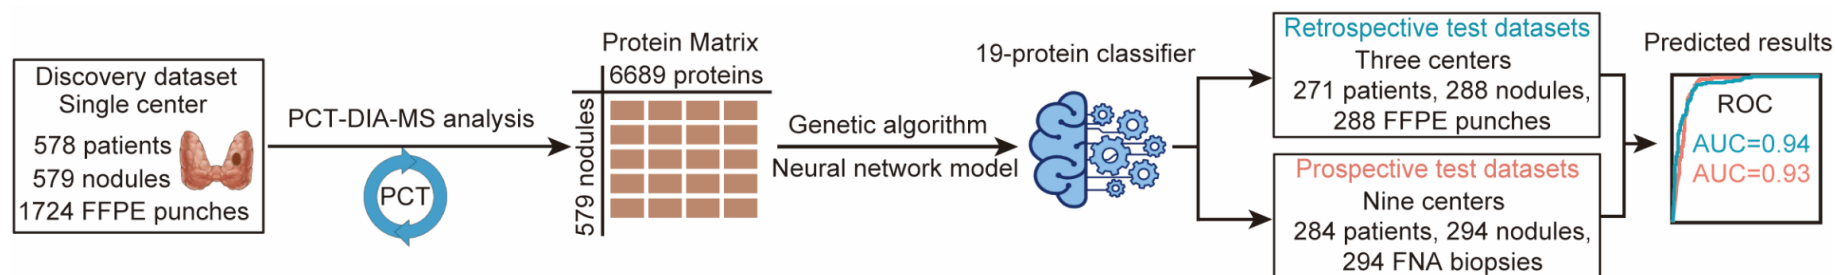 Discovery dataset
Single center
578 patients
579 nodules
1724 FFPE punches
PCT-DIA-MS analysis
PCT
Protein Matrix
6689 proteins
579 nodules
Genetic algorithm
Neural network model
19-protein classifier
Retrospective test datasets
Three centers
271 patients, 288 nodules,
288 FFPE punches
Prospective test datasets
Nine centers
284 patients, 294 nodules,
294 FNA biopsies
Predicted results
ROC
AUC=0.94
AUC=0.93